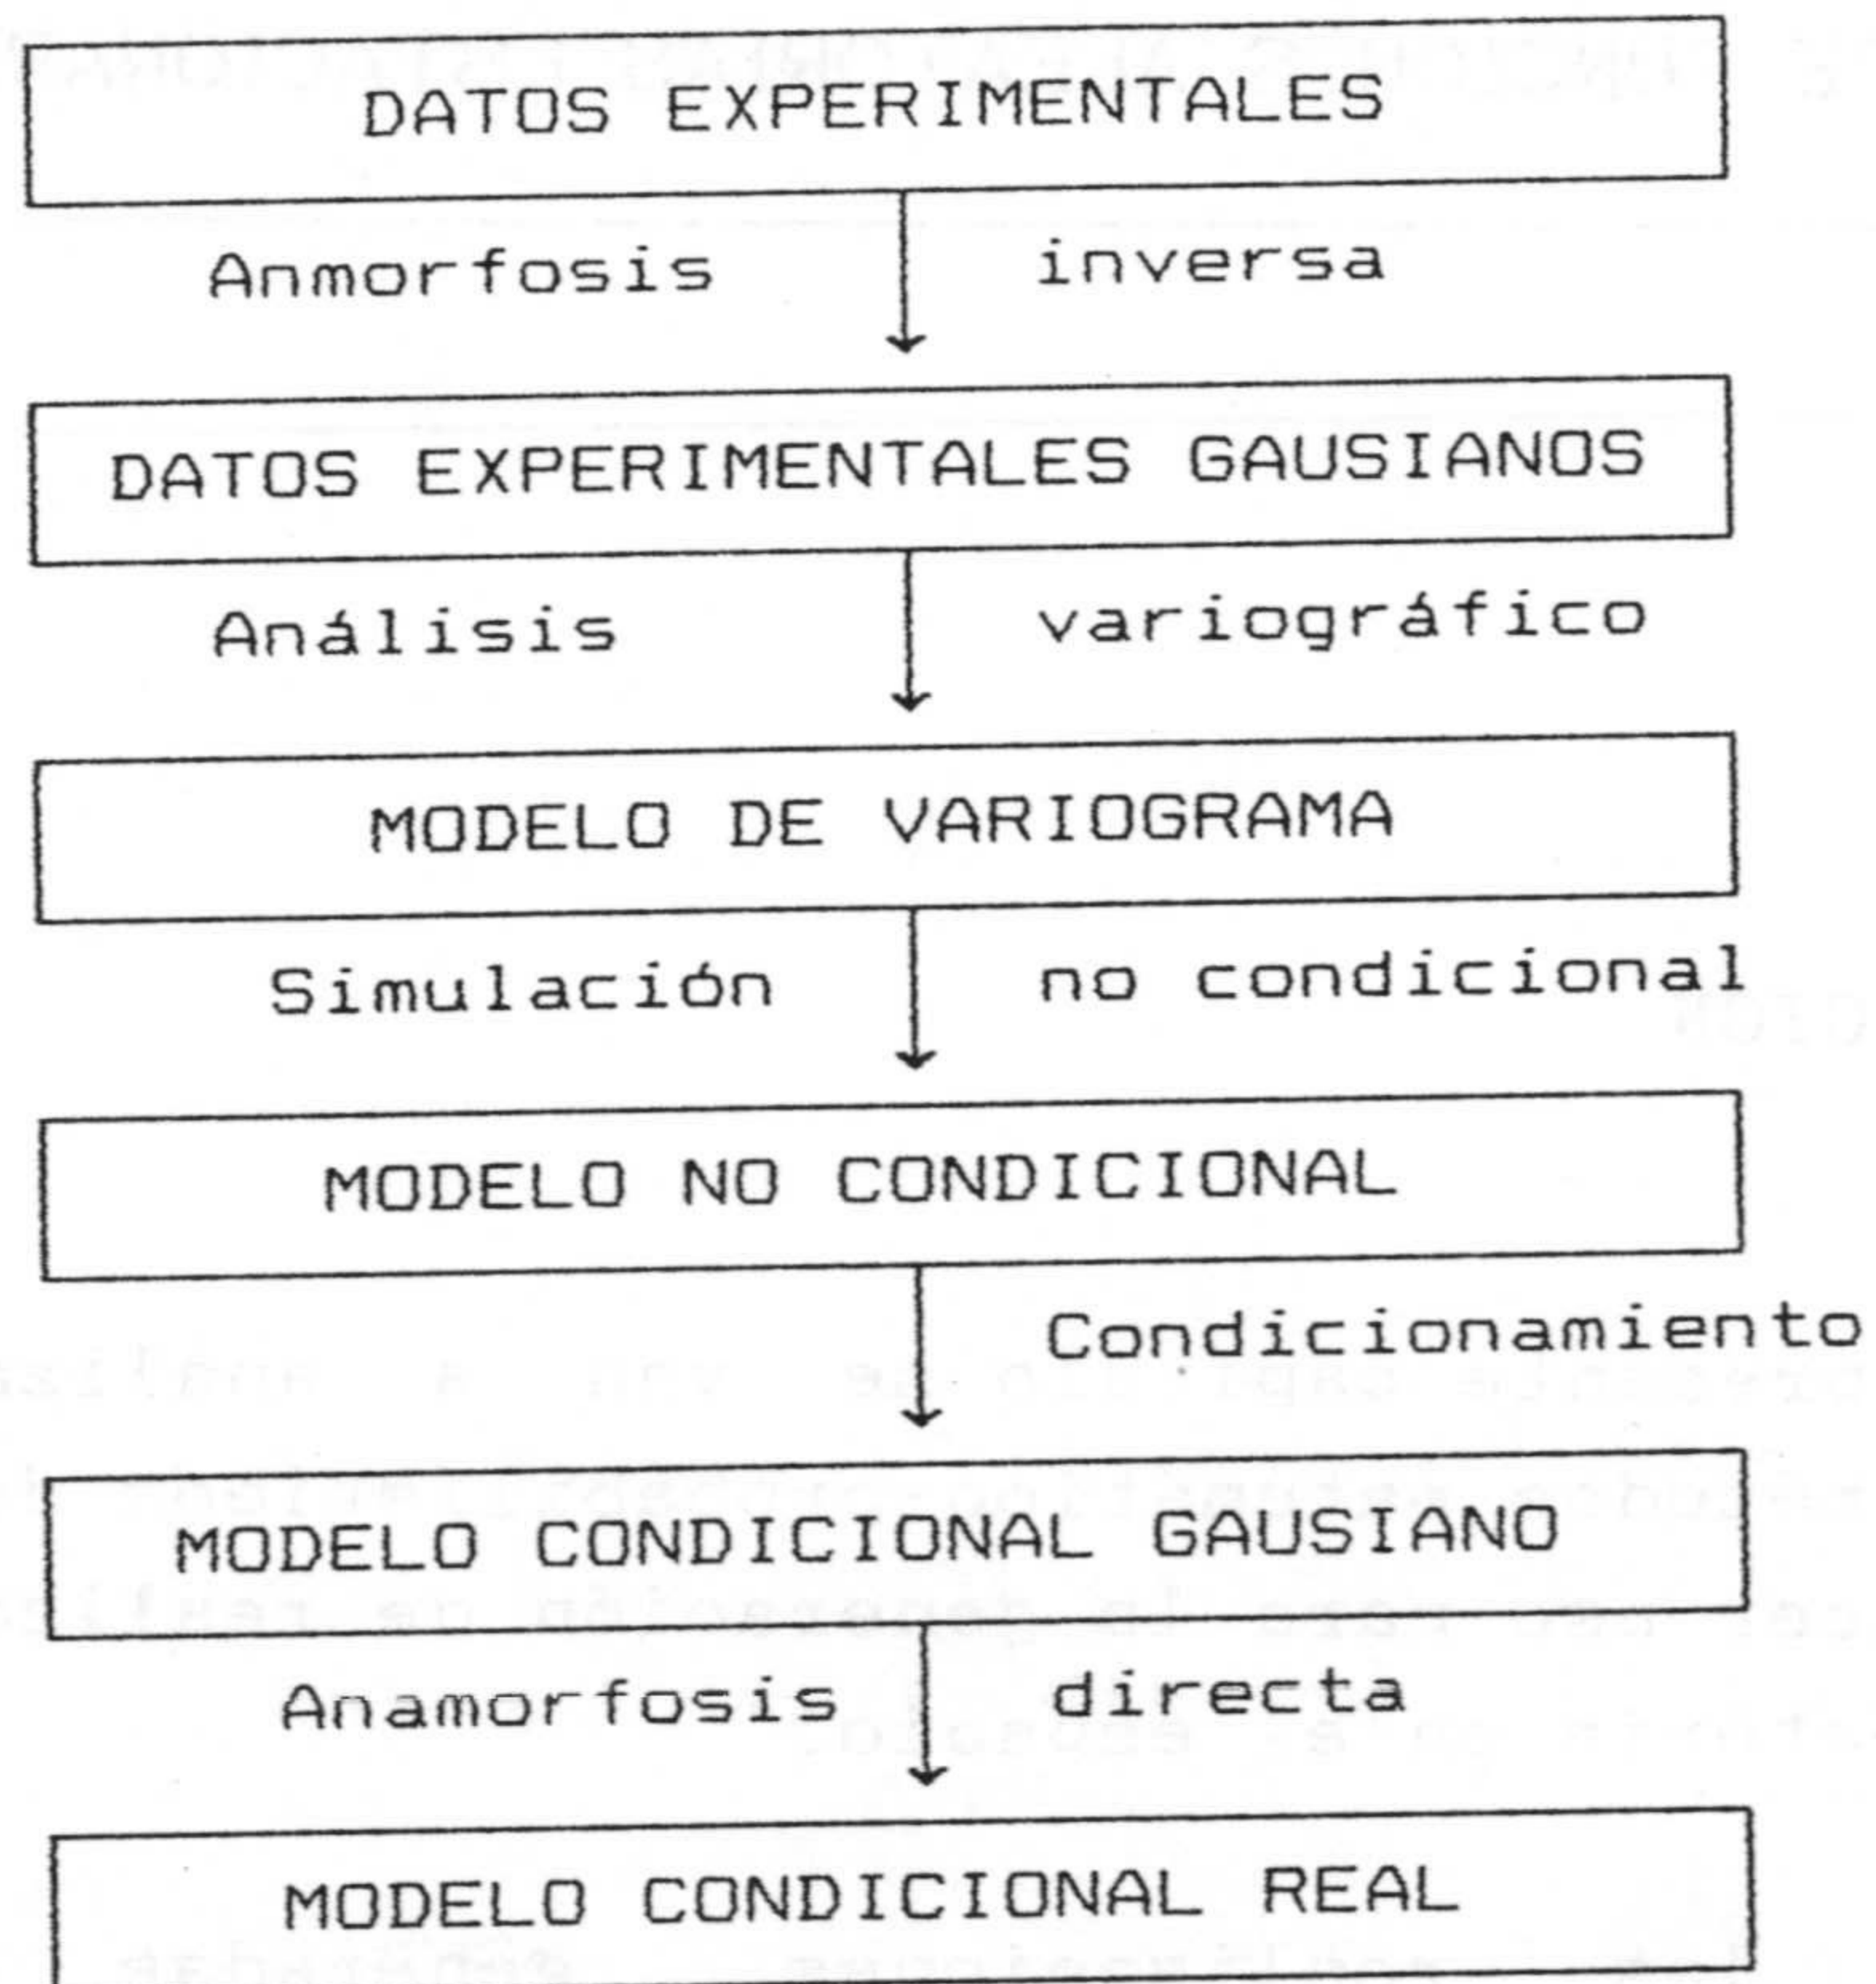 DATOS EXPERIMENTALES
Anmorfosis inversa
DATOS EXPERIMENTALES GAUSIANOS
Análisis variográfico
MODELO DE VARIOGRAMA
Simulación no condicional
MODELO NO CONDICIONAL
Condicionamiento
MODELO CONDICIONAL GAUSIANO
Anamorfosis directa
MODELO CONDICIONAL REAL